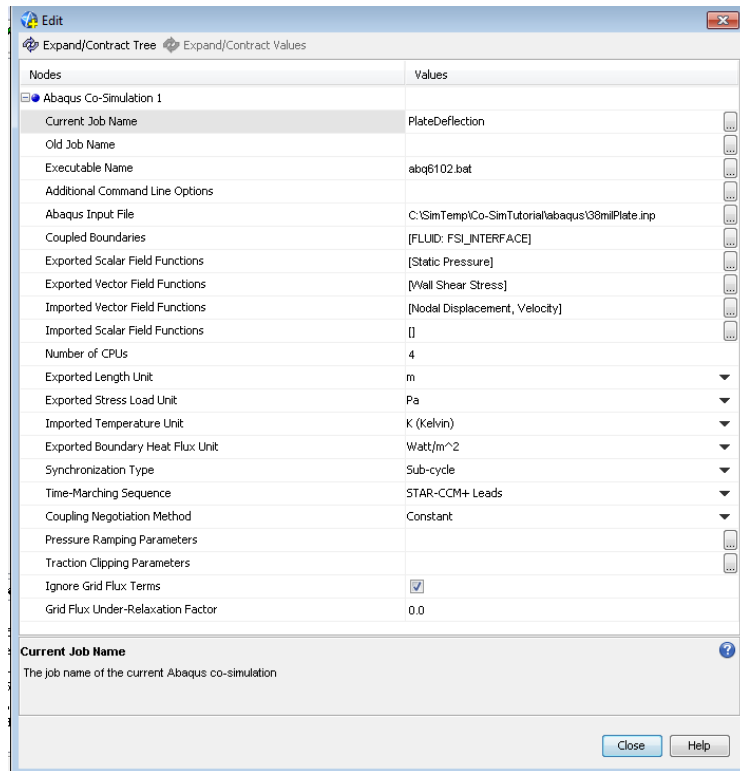 Edit
Expand/Contract Tree Expand/Contract Values
Nodes Values
Abaqus Co-Simulation 1
Current Job Name PlateDeflection ...
Old Job Name ...
Executable Name abq6102.bat ...
Additional Command Line Options ...
Abaqus Input File C:\SimTemp\Co-SimTutorial\abaqus\38milPlate.inp ...
Coupled Boundaries [FLUID: FSI_INTERFACE] ...
Exported Scalar Field Functions [Static Pressure] ...
Exported Vector Field Functions [Wall Shear Stress] ...
Imported Vector Field Functions [Nodal Displacement, Velocity] ...
Imported Scalar Field Functions [] ...
Number of CPUs 4
Exported Length Unit m
Exported Stress Load Unit Pa
Imported Temperature Unit K (Kelvin)
Exported Boundary Heat Flux Unit Watt/m^2
Synchronization Type Sub-cycle
Time-Marching Sequence STAR-CCM+ Leads
Coupling Negotiation Method Constant
Pressure Ramping Parameters ...
Traction Clipping Parameters ...
Ignore Grid Flux Terms
Grid Flux Under-Relaxation Factor 0.0
Current Job Name ?
The job name of the current Abaqus co-simulation
Close Help